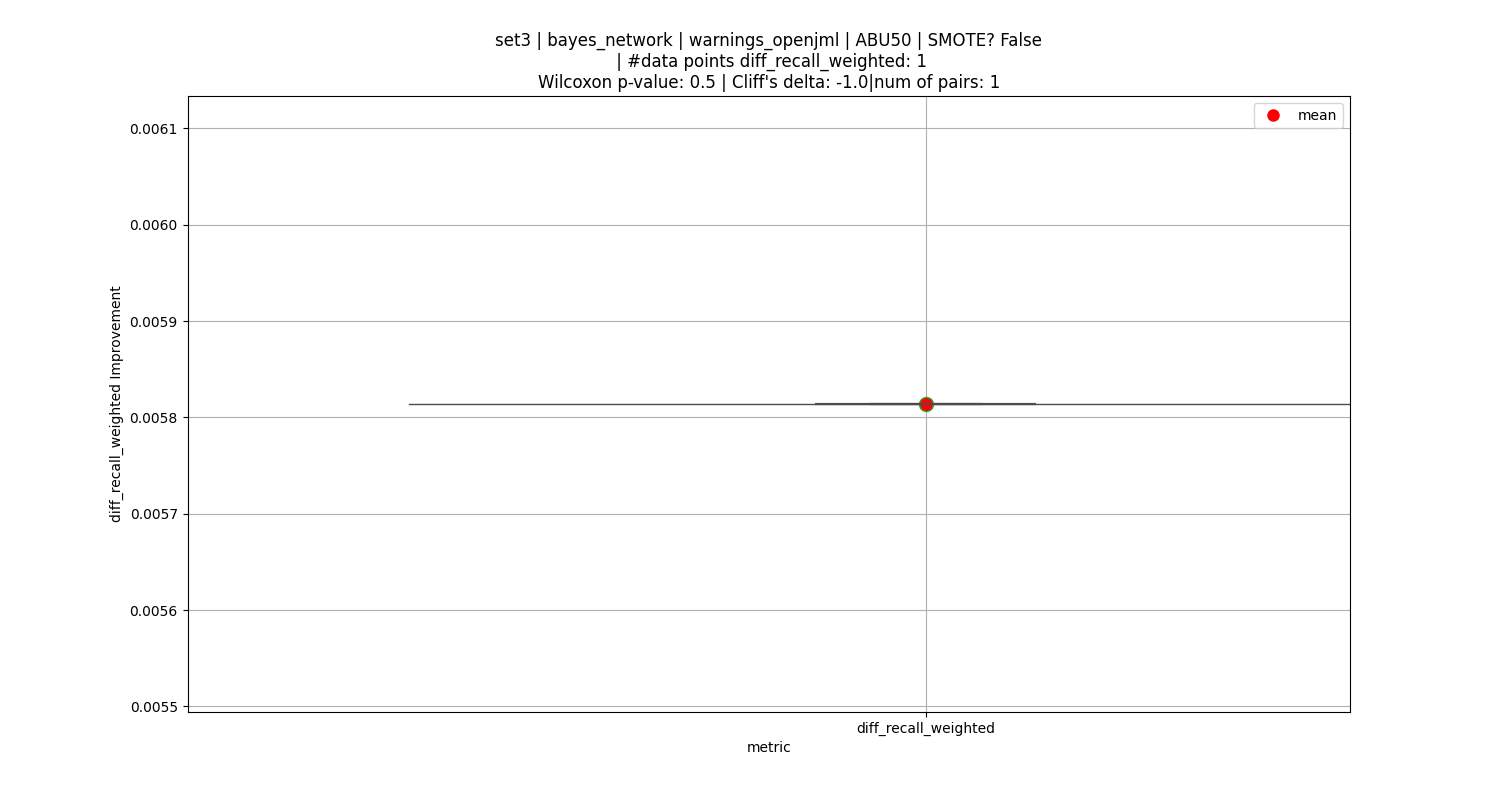 set3 | bayes_network | warnings_openjml | ABU50 | SMOTE? False
| #data points diff_recall_weighted: 1
Wilcoxon p-value: 0.5 | Cliff's delta: -1.0|num of pairs: 1
mean
0.0061
0.0060
0.0059
0.0058
0.0057
0.0056
0.0055
diff_recall_weighted Improvement
diff_recall_weighted
metric